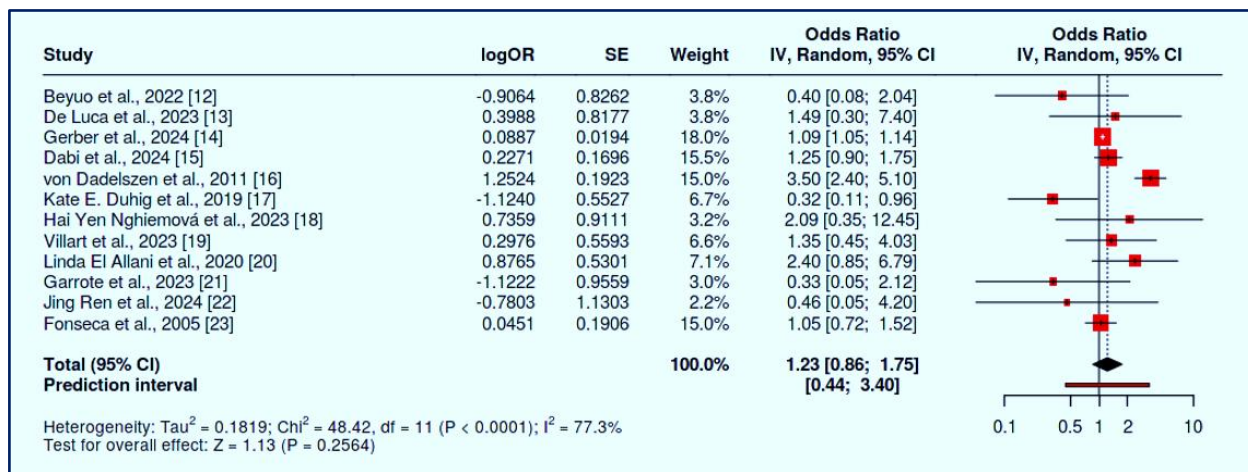 Odds Ratio Odds Ratio
Study logOR SE Weight IV, Random, 95% CI IV, Random, 95% CI
Beyuo et al., 2022 [12] -0.9064 0.8262 3.8% 0.40 [0.08; 2.04]
De Luca et al., 2023 [13] 0.3988 0.8177 3.8% 1.49 [0.30; 7.40]
Gerber et al., 2024 [14] 0.0887 0.0194 18.0% 1.09 [1.05; 1.14]
Dabi et al., 2024 [15] 0.2271 0.1696 15.5% 1.25 [0.90; 1.75]
von Dadelszen et al., 2011 [16] 1.2524 0.1923 15.0% 3.50 [2.40; 5.10]
Kate E. Duhig et al., 2019 [17] -1.1240 0.5527 6.7% 0.32 [0.11; 0.96]
Hai Yen Nghiemová et al., 2023 [18] 0.7359 0.9111 3.2% 2.09 [0.35; 12.45]
Villart et al., 2023 [19] 0.2976 0.5593 6.6% 1.35 [0.45; 4.03]
Linda El Allani et al., 2020 [20] 0.8765 0.5301 7.1% 2.40 [0.85; 6.79]
Garrote et al., 2023 [21] -1.1222 0.9559 3.0% 0.33 [0.05; 2.12]
Jing Ren et al., 2024 [22] -0.7803 1.1303 2.2% 0.46 [0.05; 4.20]
Fonseca et al., 2005 [23] 0.0451 0.1906 15.0% 1.05 [0.72; 1.52]
Total (95% CI) 100.0% 1.23 [0.86; 1.75]
Prediction interval [0.44; 3.40]
Heterogeneity: Tau² = 0.1819; Chi² = 48.42, df = 11 (P < 0.0001); I² = 77.3%
Test for overall effect: Z = 1.13 (P = 0.2564)
0.1 0.5 1 2 10